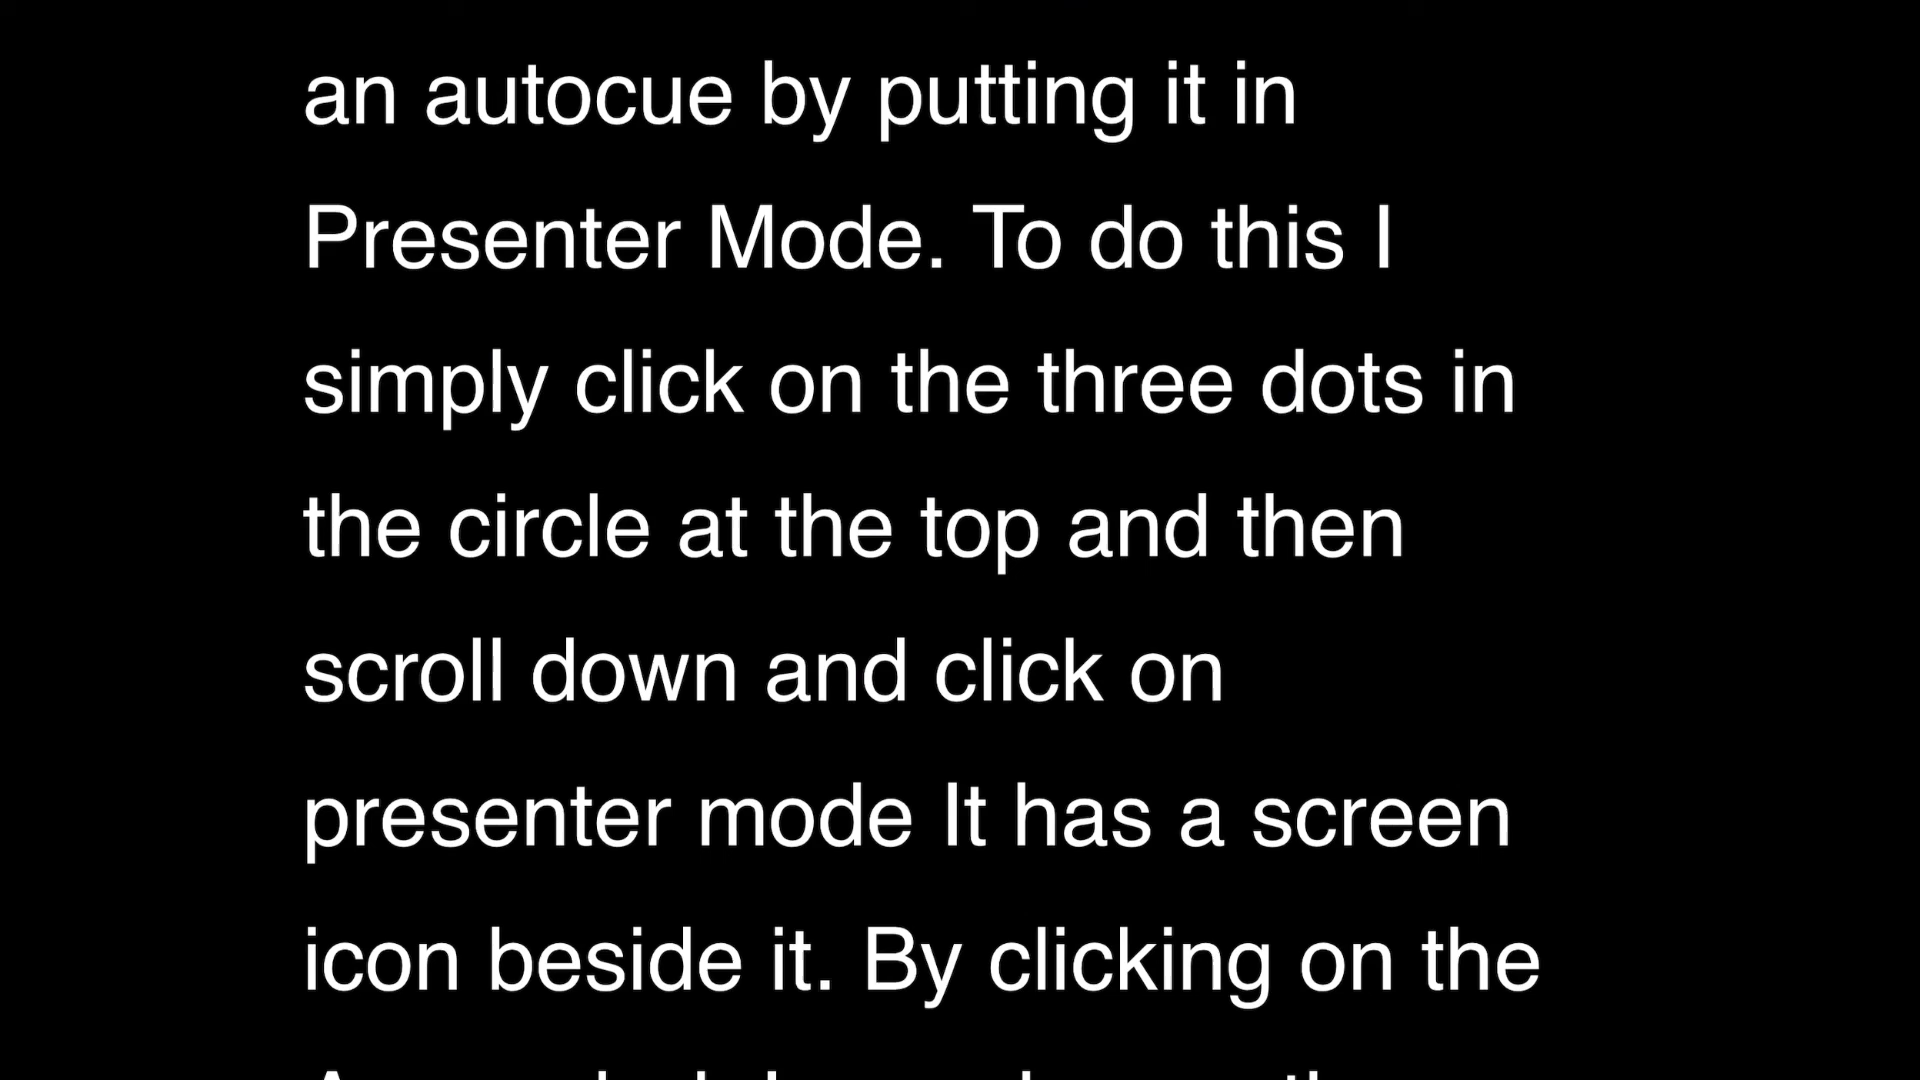 an autocue by putting it in
Presenter Mode. To do this I
simply click on the three dots in
the circle at the top and then
scroll down and click on
presenter mode It has a screen
icon beside it. By clicking on the